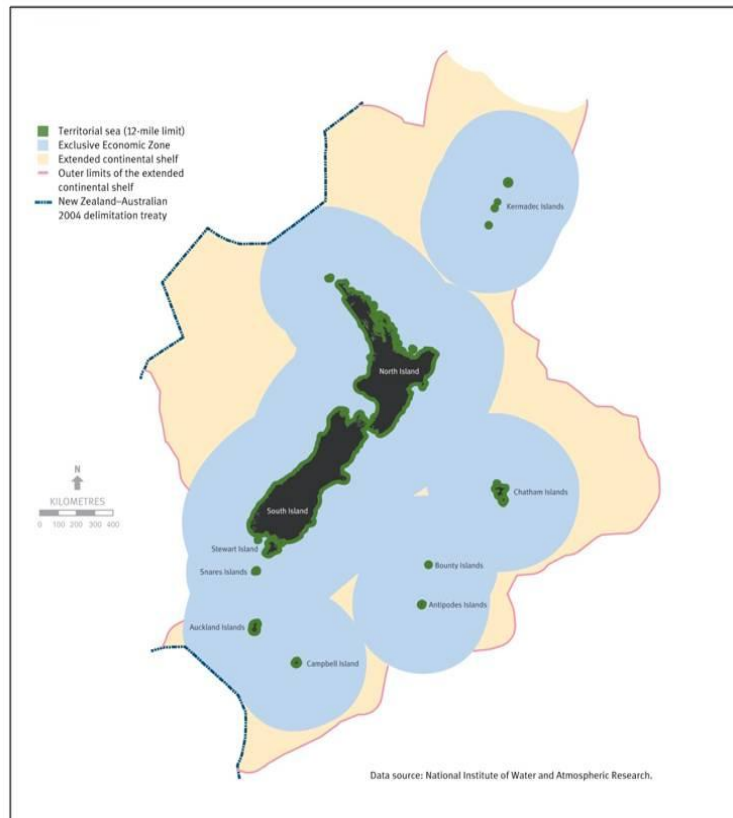 Territorial sea (12-mile limit)
Exclusive Economic Zone
Extended continental shelf
Outer limits of the extended
continental shelf
New Zealand–Australian
2004 delimitation treaty
Kermadec Islands
North Island
N
KILOMETRES
0 100 200 300 400
Chatham Islands
South Island
Stewart Island
Snares Islands
Bounty Islands
Antipodes Islands
Auckland Islands
Campbell Island
Data source: National Institute of Water and Atmospheric Research.